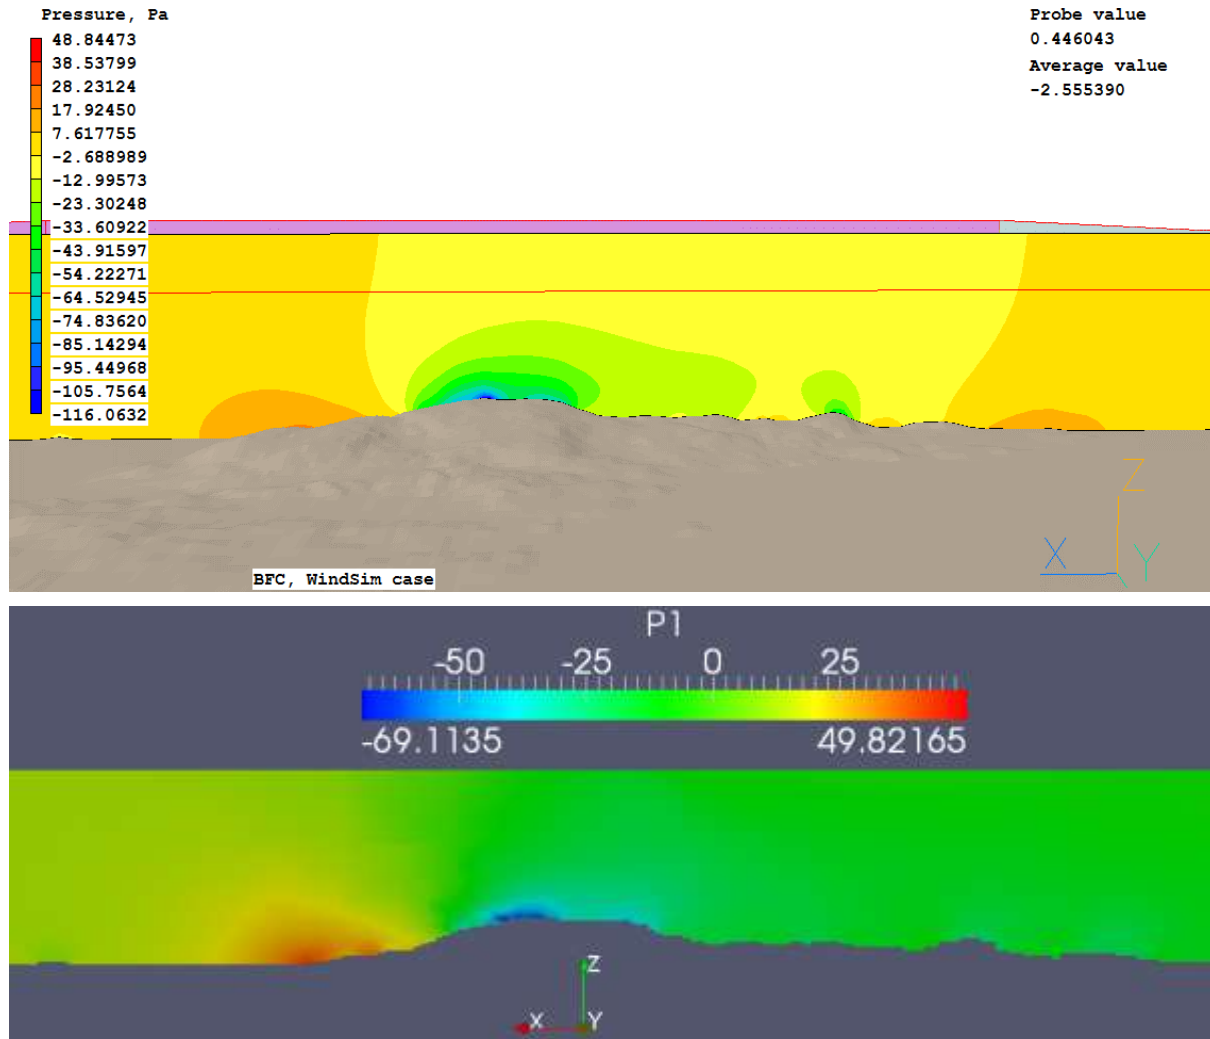 Pressure, Pa
48.84473
38.53799
28.23124
17.92450
7.617755
-2.688989
-12.99573
-23.30248
-33.60922
-43.91597
-54.22271
-64.52945
-74.83620
-85.14294
-95.44968
-105.7564
-116.0632
Probe value
0.446043
Average value
-2.555390
Z
X Y
BFC, WindSim case
P1
-50 -25 0 25
-69.1135 49.82165
Z
X Y